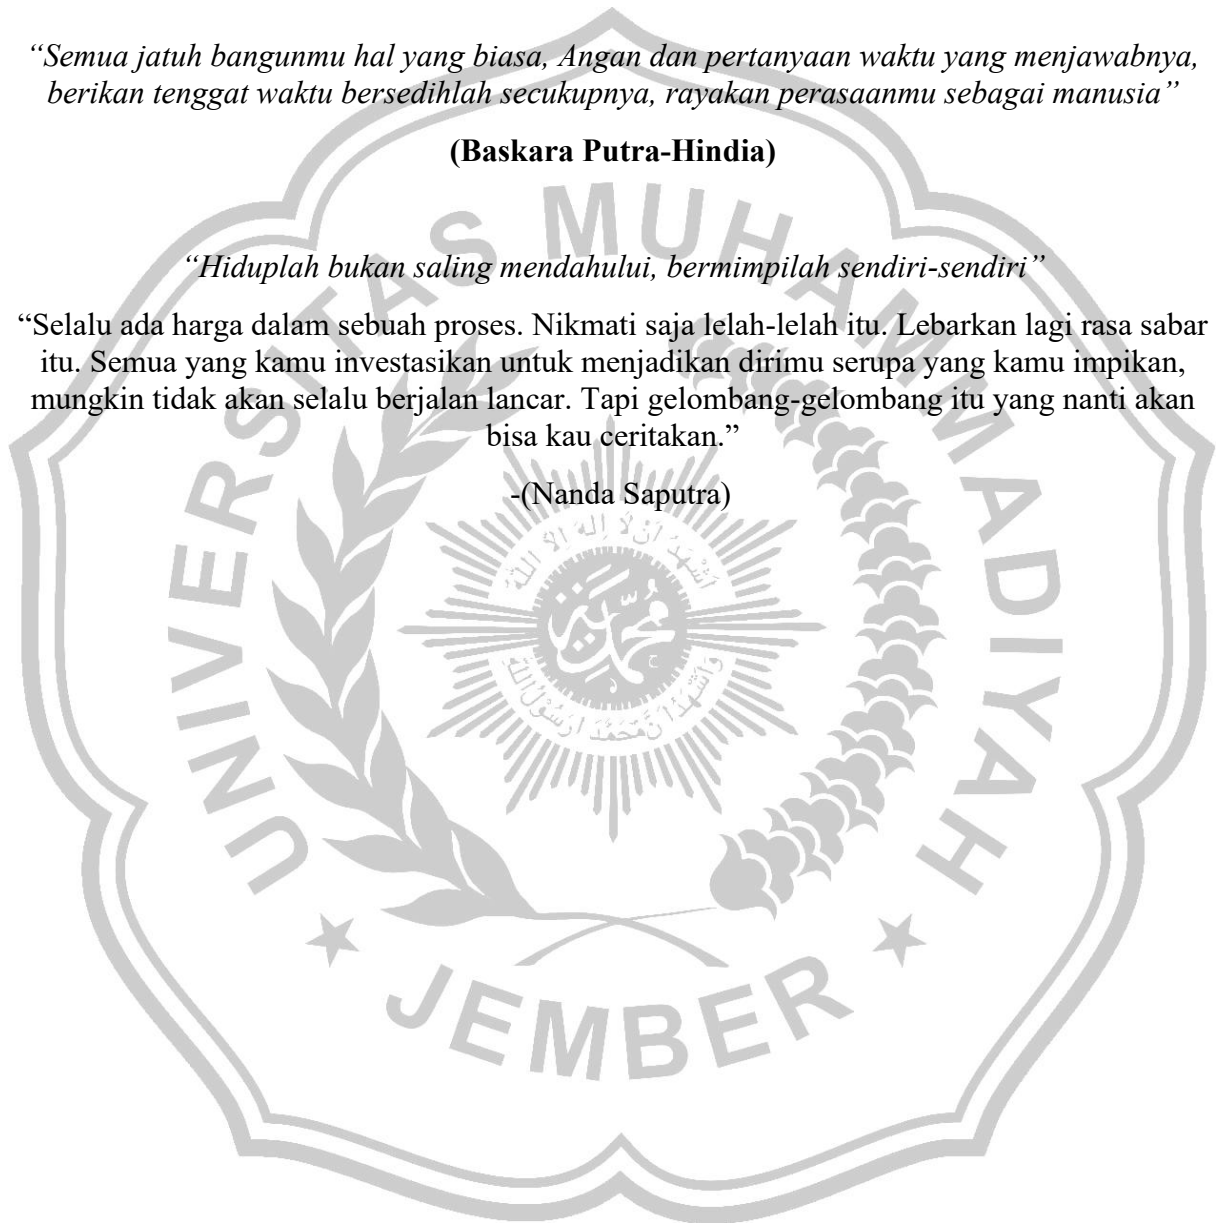 “Semua jatuh bangunmu hal yang biasa, Angan dan pertanyaan waktu yang menjawabnya,
berikan tenggat waktu bersedihlah secukupnya, rayakan perasaanmu sebagai manusia”
(Baskara Putra-Hindia)
“Hiduplah bukan saling mendahului, bermimpilah sendiri-sendiri”
“Selalu ada harga dalam sebuah proses. Nikmati saja lelah-lelah itu. Lebarkan lagi rasa sabar
itu. Semua yang kamu investasikan untuk menjadikan dirimu serupa yang kamu impikan,
mungkin tidak akan selalu berjalan lancar. Tapi gelombang-gelombang itu yang nanti akan
bisa kau ceritakan.”
-(Nanda Saputra)
UNIVERSITAS MUHAMMADIYAH
JEMBER